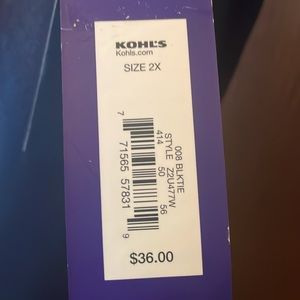 KOHL'S
Kohls.com
SIZE 2X
008 BLKTIE
STYLE Z2U477W
414 50 56
7 71565 57831 9
$36.00